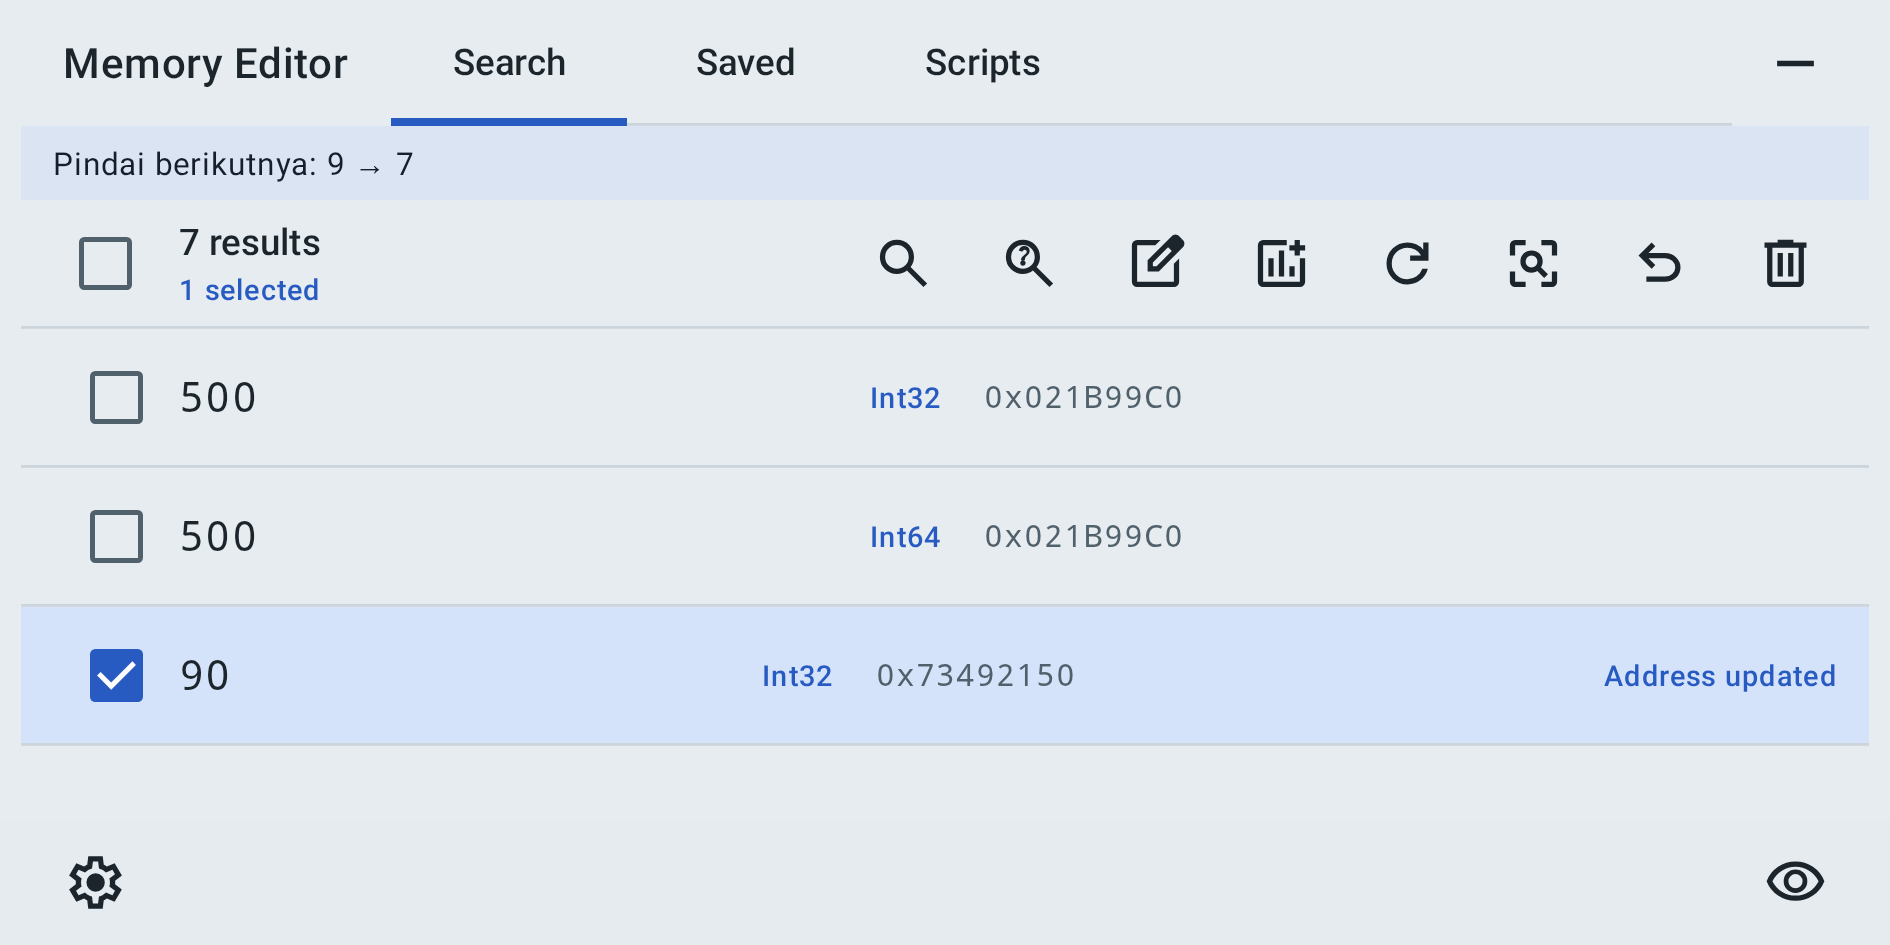 Memory Editor Search Saved Scripts
Pindai berikutnya: 9 → 7
7 results
1 selected
500 Int32 0x021B99C0
500 Int64 0x021B99C0
90 Int32 0x73492150 Address updated